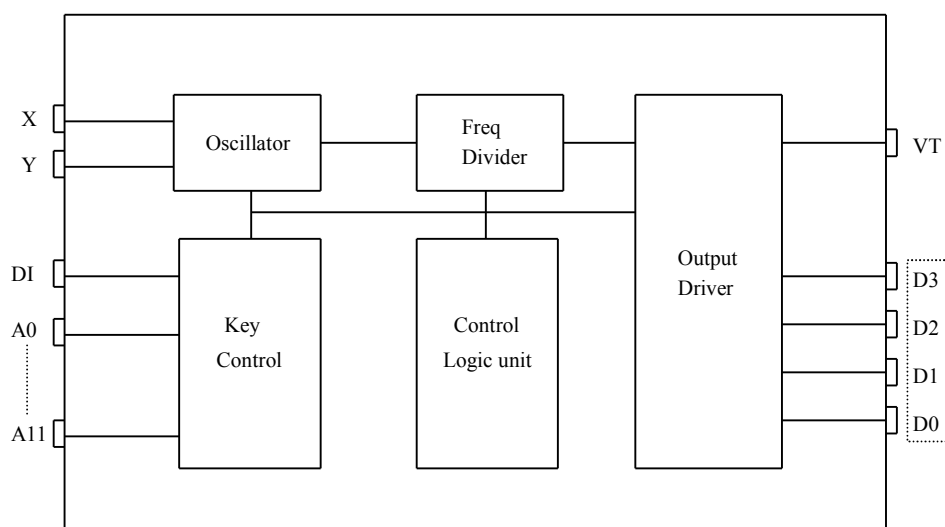 X
Y
DI
A0
A11
Oscillator
Freq
Divider
Key
Control
Control
Logic unit
Output
Driver
VT
D3
D2
D1
D0